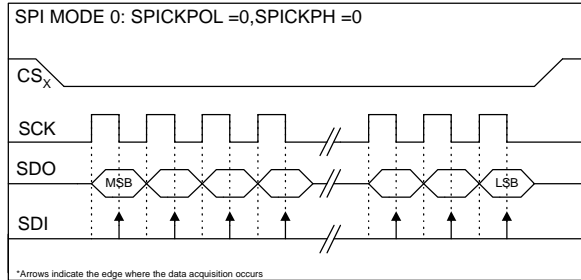 SPI MODE 0: SPICKPOL =0,SPICKPH =0
CSX
SCK
SDO MSB LSB
SDI
*Arrows indicate the edge where the data acquisition occurs